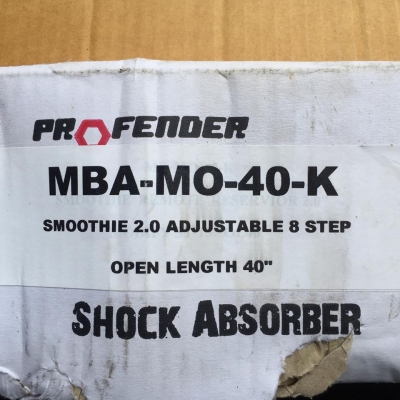 PROFENDER
MBA-MO-40-K
SMOOTHIE 2.0 ADJUSTABLE 8 STEP
OPEN LENGTH 40"
SHOCK ABSORBER